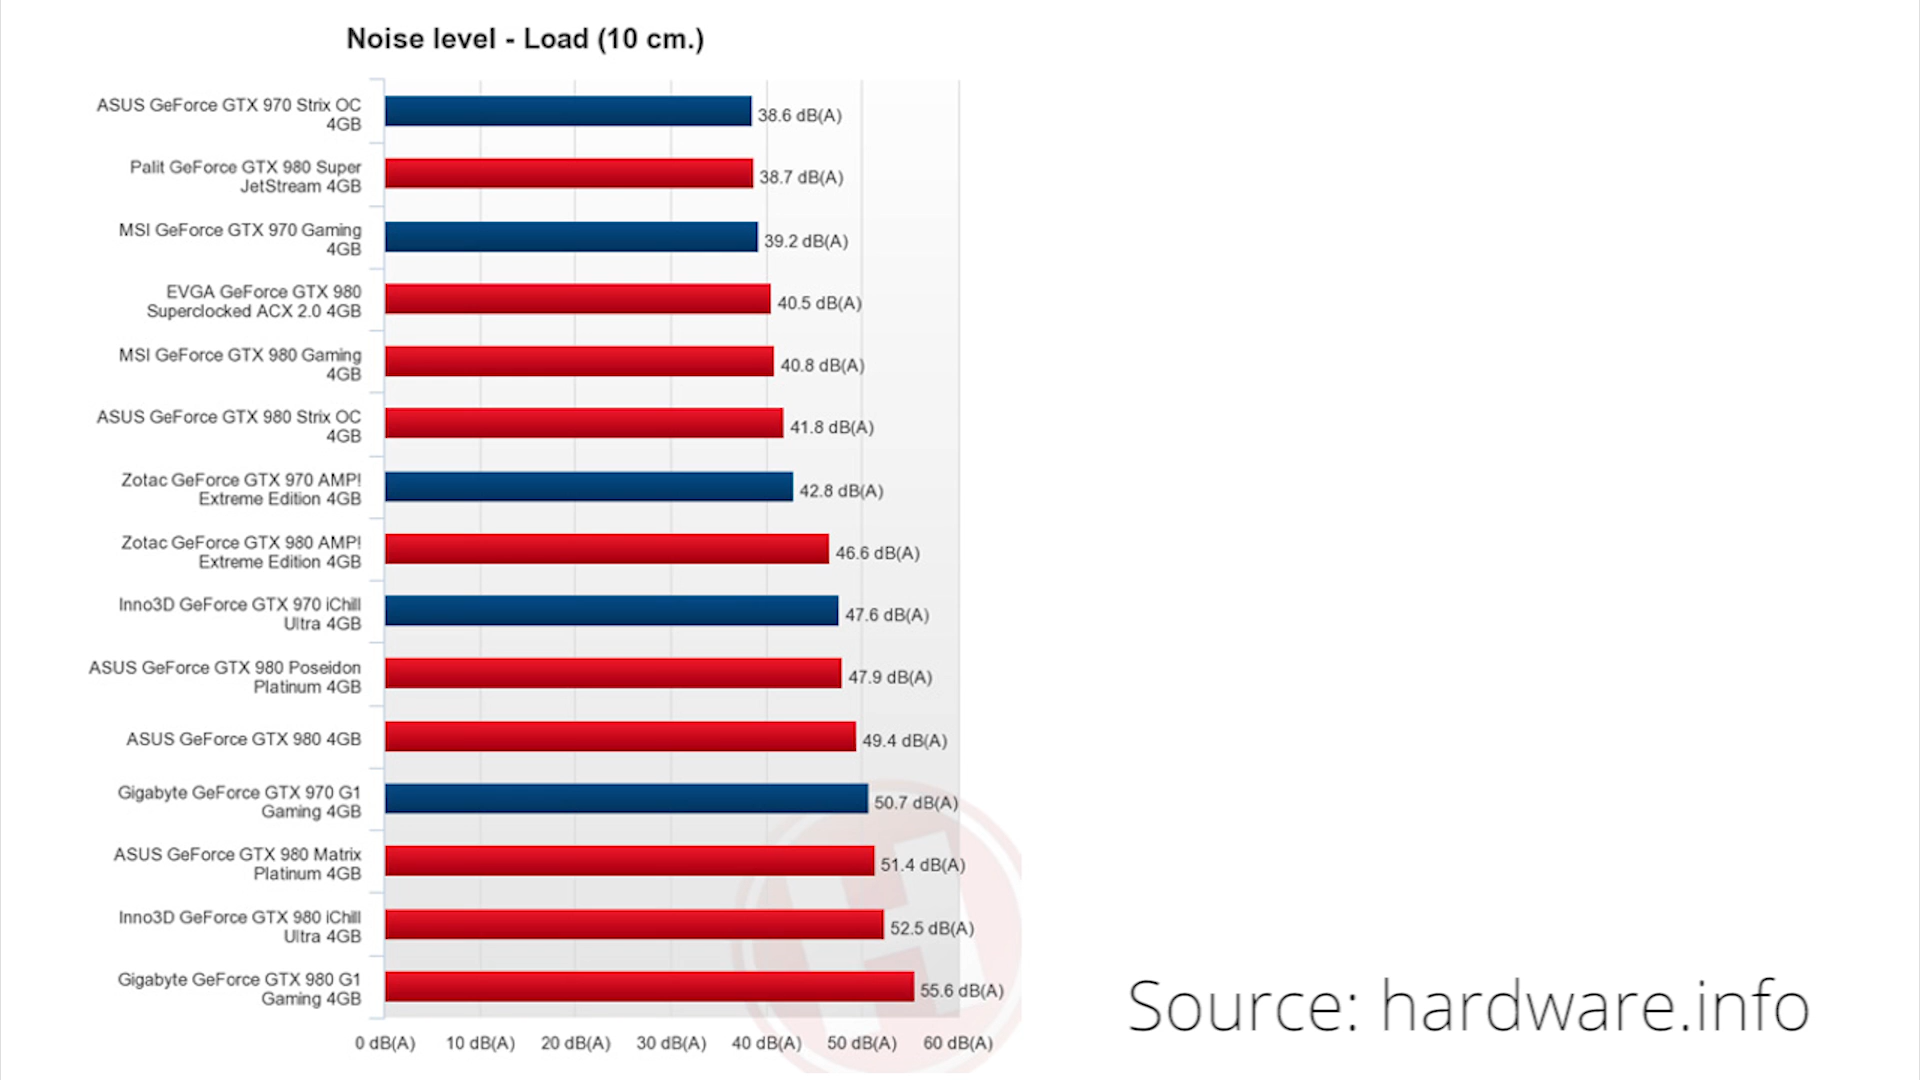 Noise level - Load (10 cm.)
ASUS GeForce GTX 970 Strix OC
4GB
38.6 dB(A)
Palit GeForce GTX 980 Super
JetStream 4GB
38.7 dB(A)
MSI GeForce GTX 970 Gaming
4GB
39.2 dB(A)
EVGA GeForce GTX 980
Superclocked ACX 2.0 4GB
40.5 dB(A)
MSI GeForce GTX 980 Gaming
4GB
40.8 dB(A)
ASUS GeForce GTX 980 Strix OC
4GB
41.8 dB(A)
Zotac GeForce GTX 970 AMP!
Extreme Edition 4GB
42.8 dB(A)
Zotac GeForce GTX 980 AMP!
Extreme Edition 4GB
46.6 dB(A)
Inno3D GeForce GTX 970 iChill
Ultra 4GB
47.6 dB(A)
ASUS GeForce GTX 980 Poseidon
Platinum 4GB
47.9 dB(A)
ASUS GeForce GTX 980 4GB
49.4 dB(A)
Gigabyte GeForce GTX 970 G1
Gaming 4GB
50.7 dB(A)
ASUS GeForce GTX 980 Matrix
Platinum 4GB
51.4 dB(A)
Inno3D GeForce GTX 980 iChill
Ultra 4GB
52.5 dB(A)
Gigabyte GeForce GTX 980 G1
Gaming 4GB
55.6 dB(A)
0 dB(A) 10 dB(A) 20 dB(A) 30 dB(A) 40 dB(A) 50 dB(A) 60 dB(A)
Source: hardware.info